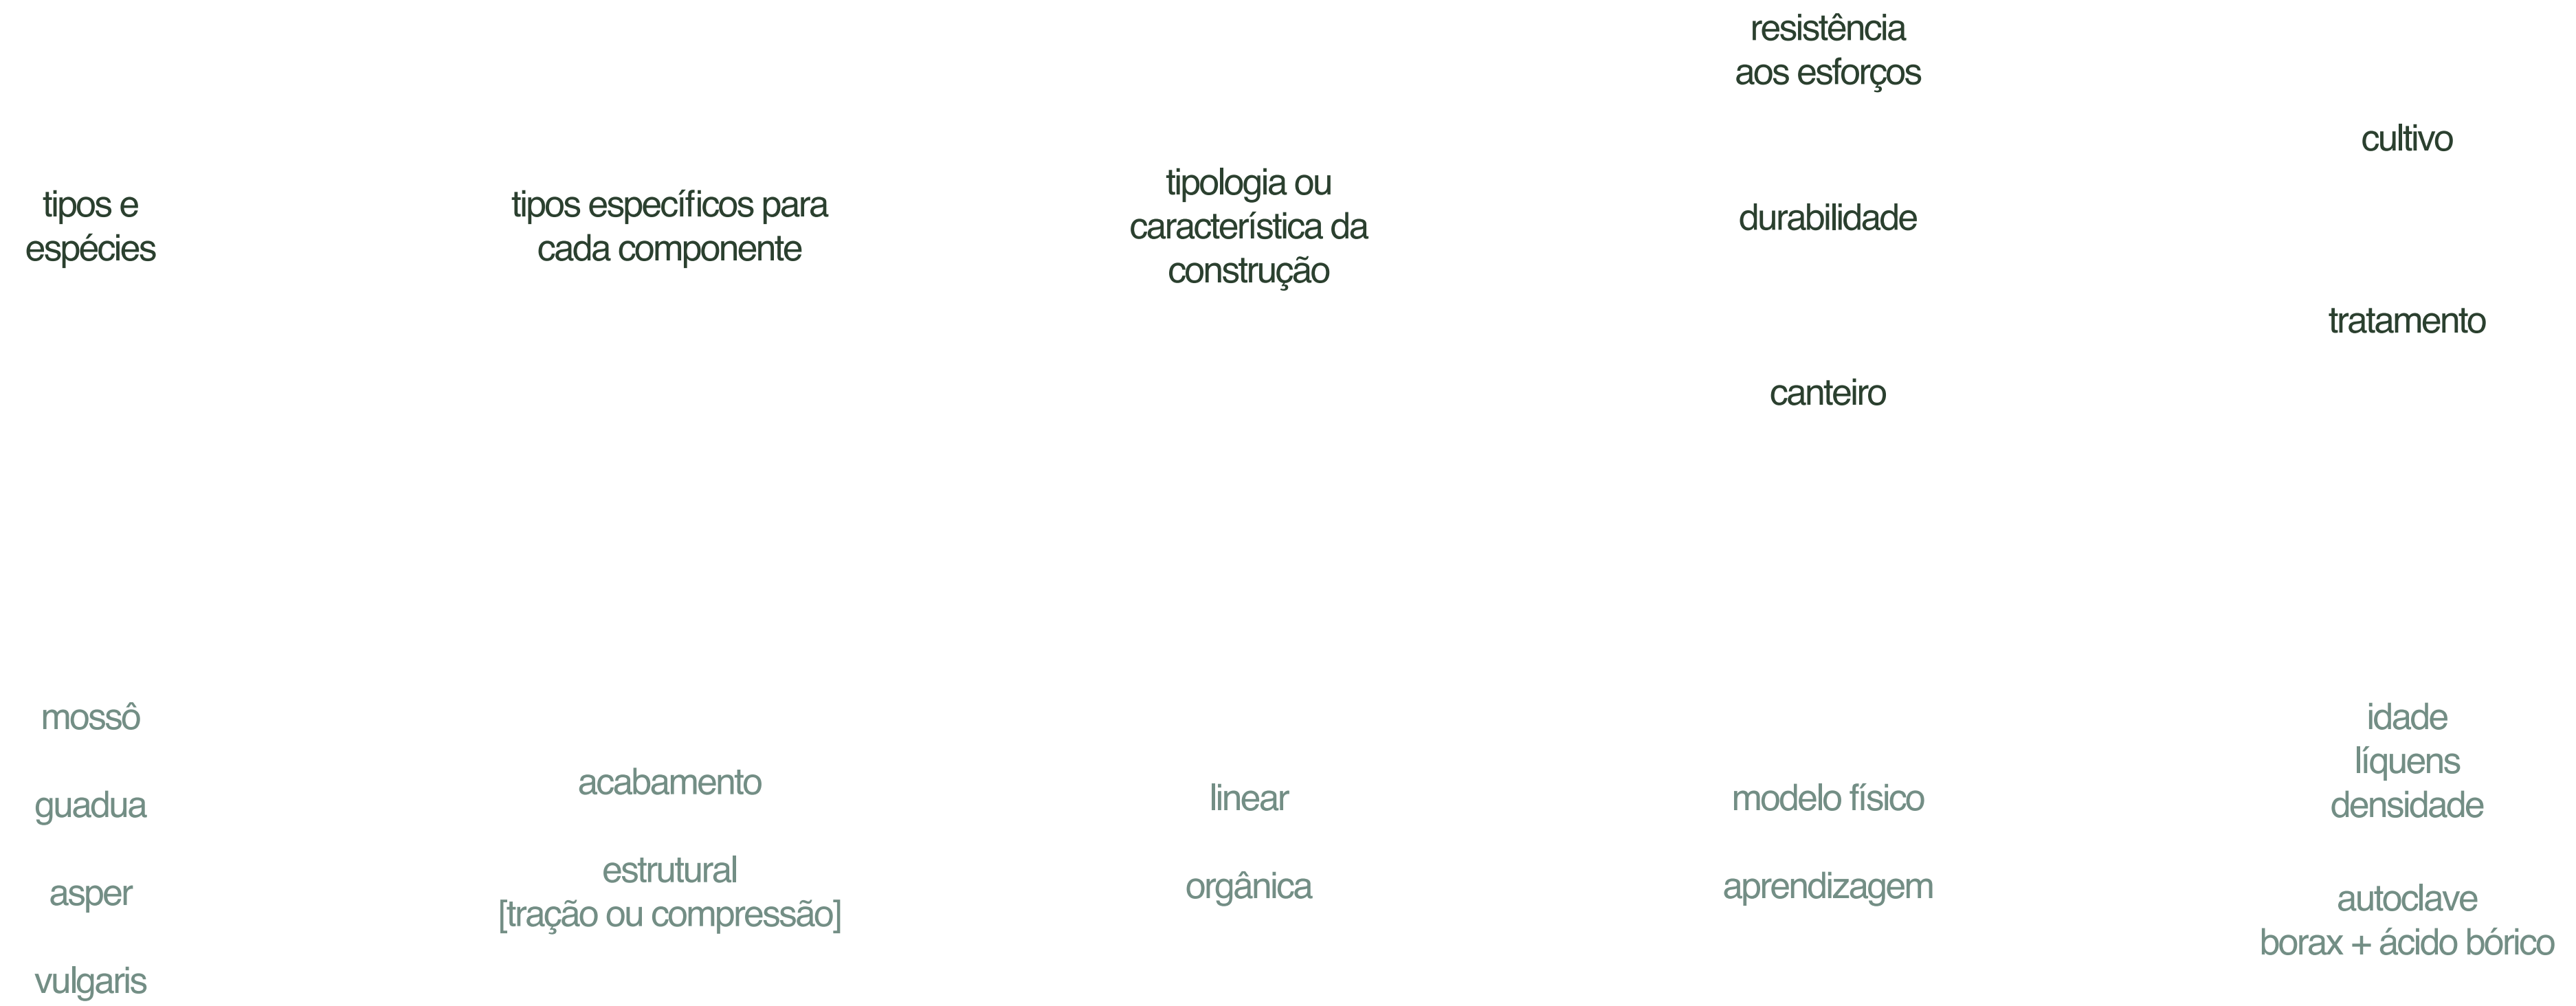 tipos e
espécies
tipos específicos para
cada componente
tipologia ou
característica da
construção
resistência
aos esforços
durabilidade
canteiro
cultivo
tratamento
mossô
guadua
asper
vulgaris
acabamento
estrutural
[tração ou compressão]
linear
orgânica
modelo físico
aprendizagem
idade
líquens
densidade
autoclave
borax + ácido bórico